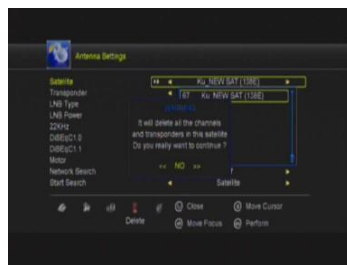 Antenna Settings
Satellite
Ku_NEW SAT (138E)
Transponder
67 Ku_NEW SAT (138E)
LNB Type
LNB Power
22KHz
It will delete all the channels
and transponders in this satellite
Do you really want to continue ?
DiSEqC1.0
DiSEqC1.1
Motor
<< NO >>
Network Search
Blind Search
Satellite
Delete
Close
Move Cursor
Move Focus
Perform